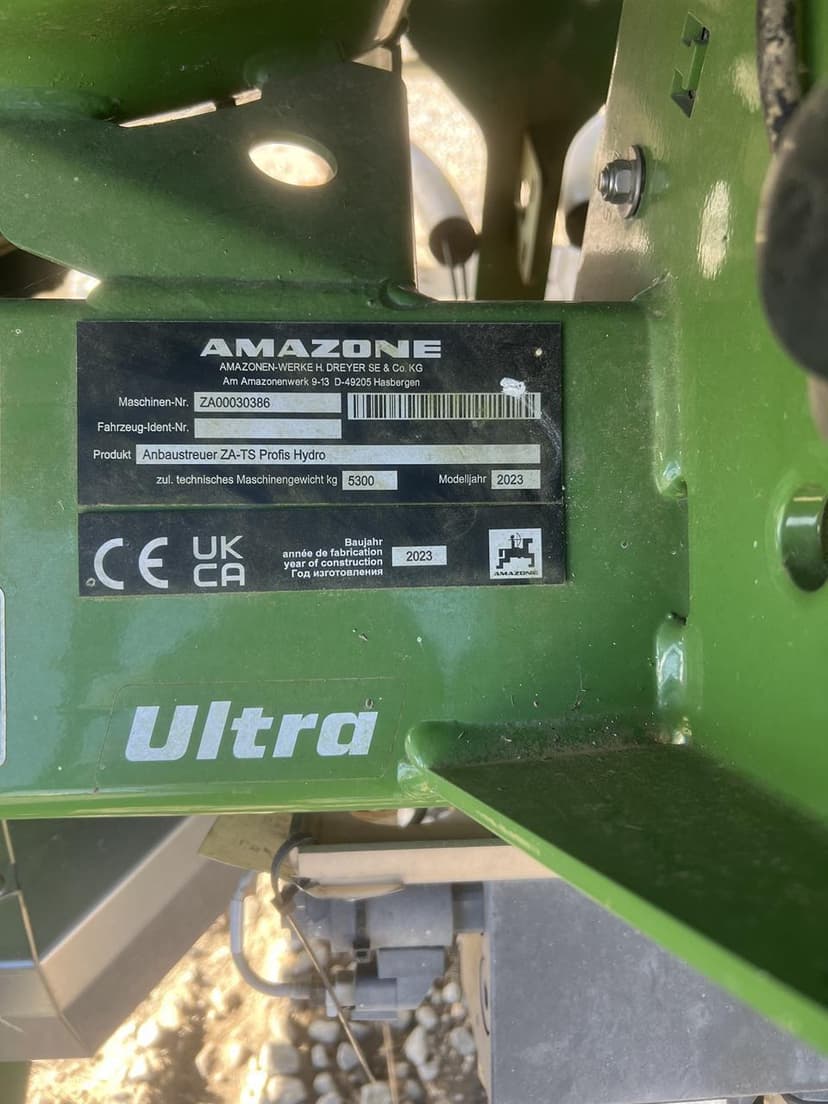 AMAZONE
AMAZONEN-WERKE H. DREYER SE & Co. KG
Am Amazonenwerk 9-13 D-49205 Hasbergen
Maschinen-Nr. ZA00030386
Fahrzeug-Ident-Nr.
Produkt Anbaustreuer ZA-TS Profis Hydro
zul. technisches Maschinengewicht kg 5300 Modelljahr 2023
CE UK
CA
Baujahr
année de fabrication
year of construction
Год изготовления
2023
AMAZONE
Ultra